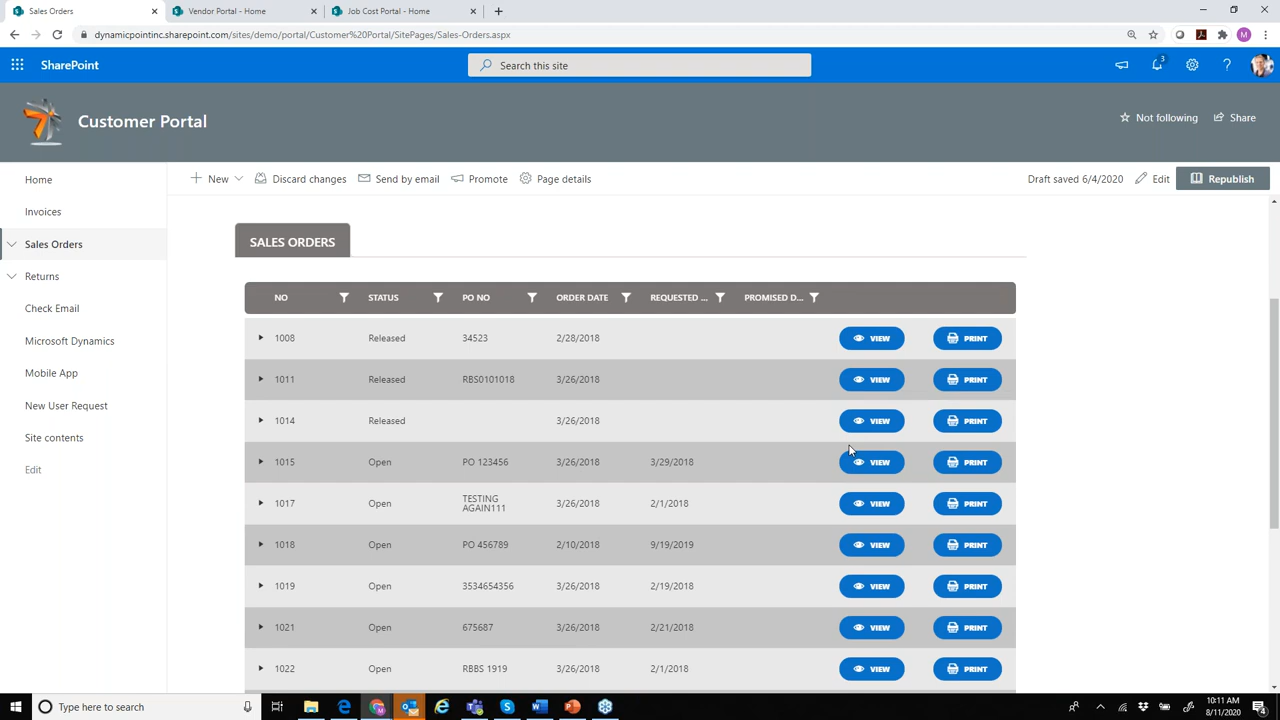 Sales Orders
Vendor Portal - Home
Job Cost Portal - Home
dynamicpointinc.sharepoint.com/sites/demo/portal/Customer%20Portal/SitePages/Sales-Orders.aspx
M
SharePoint
Search this site
3
Customer Portal
Not following
Share
Home
Invoices
Sales Orders
Returns
Check Email
Microsoft Dynamics
Mobile App
New User Request
Site contents
Edit
New
Discard changes
Send by email
Promote
Page details
Draft saved 6/4/2020
Edit
Republish
SALES ORDERS
NO STATUS PO NO ORDER DATE REQUESTED ... PROMISED D...
1008 Released 34523 2/28/2018 VIEW PRINT
1011 Released RBS0101018 3/26/2018 VIEW PRINT
1014 Released 3/26/2018 VIEW PRINT
1015 Open PO 123456 3/26/2018 3/29/2018 VIEW PRINT
1017 Open TESTING AGAIN111 3/26/2018 2/1/2018 VIEW PRINT
1018 Open PO 456789 2/10/2018 9/19/2019 VIEW PRINT
1019 Open 3534654356 3/26/2018 2/19/2018 VIEW PRINT
1021 Open 675687 3/26/2018 2/21/2018 VIEW PRINT
1022 Open RBBS 1919 3/26/2018 2/1/2018 VIEW PRINT
Type here to search
10:11 AM
8/11/2020
4